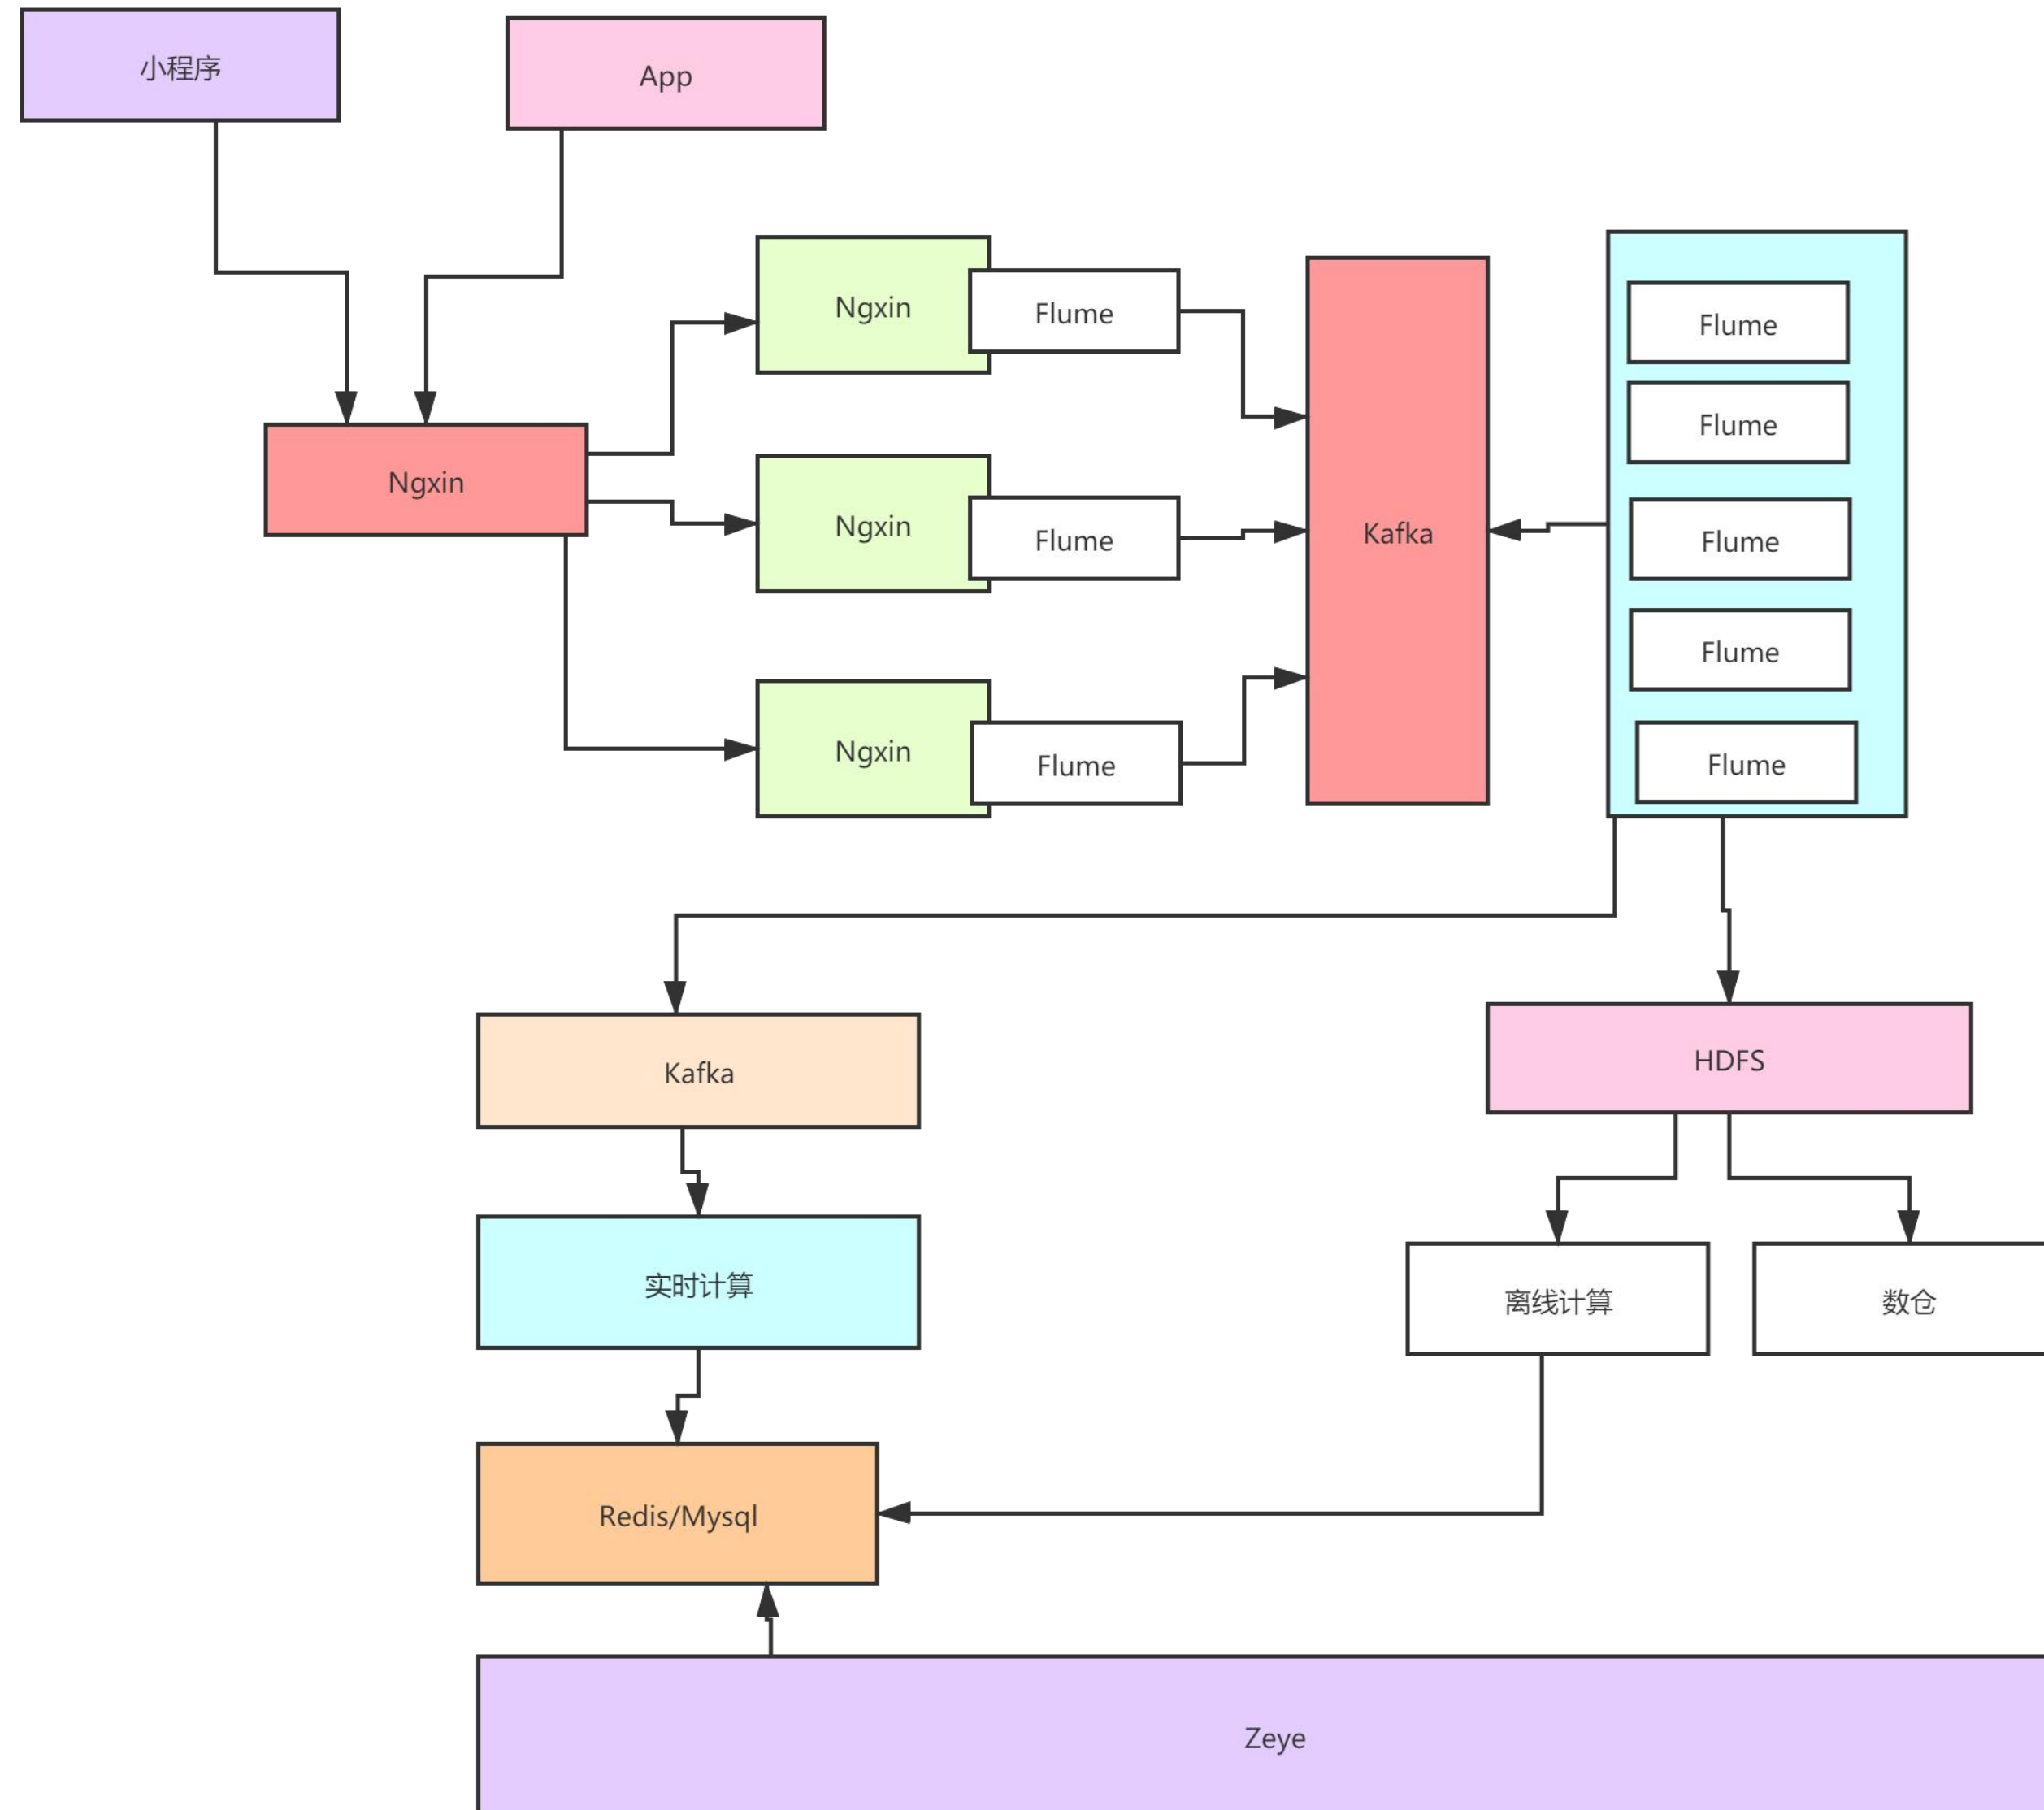 小程序
App
Ngxin
Ngxin
Flume
Ngxin
Flume
Ngxin
Flume
Kafka
Flume
Flume
Flume
Flume
Flume
Kafka
HDFS
实时计算
离线计算
数仓
Redis/Mysql
Zeye